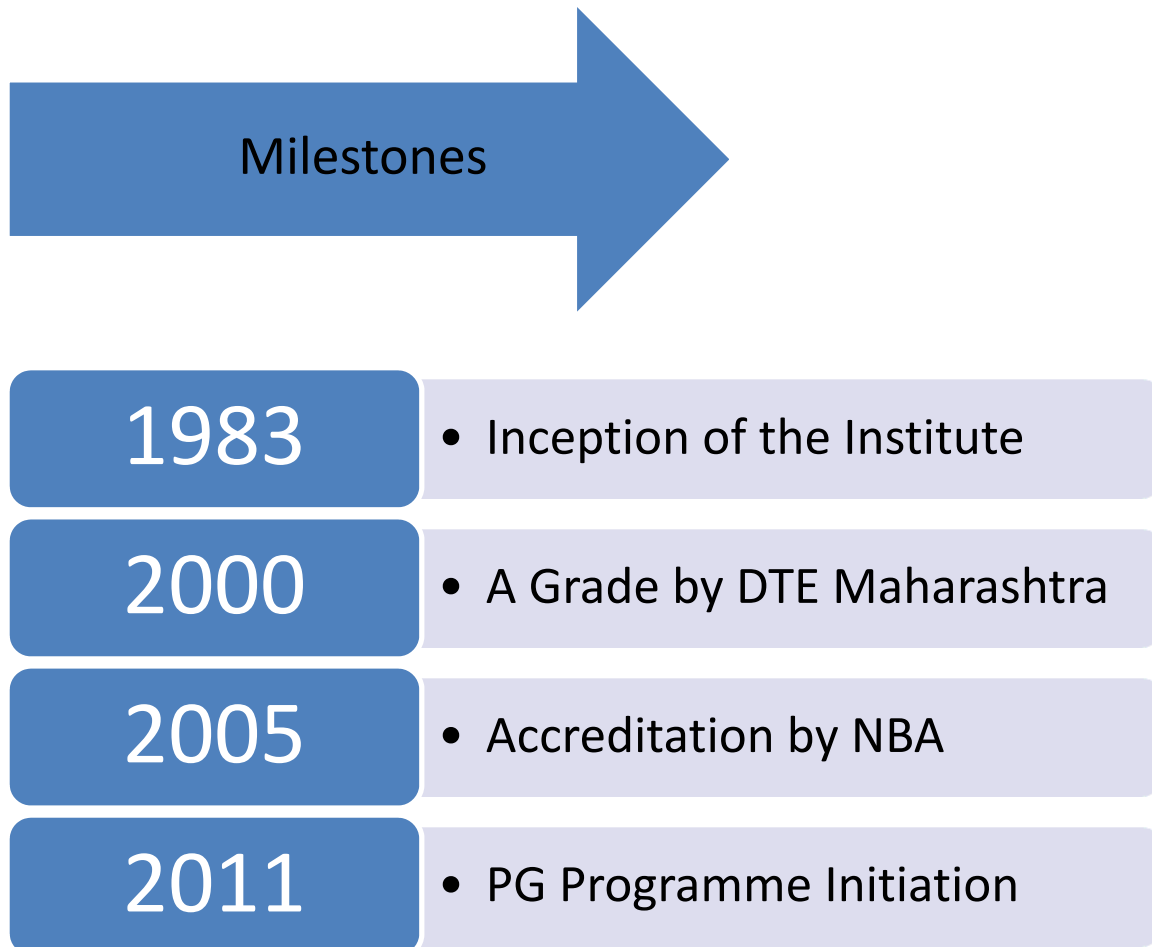 Milestones
1983
• Inception of the Institute
2000
• A Grade by DTE Maharashtra
2005
• Accreditation by NBA
2011
• PG Programme Initiation